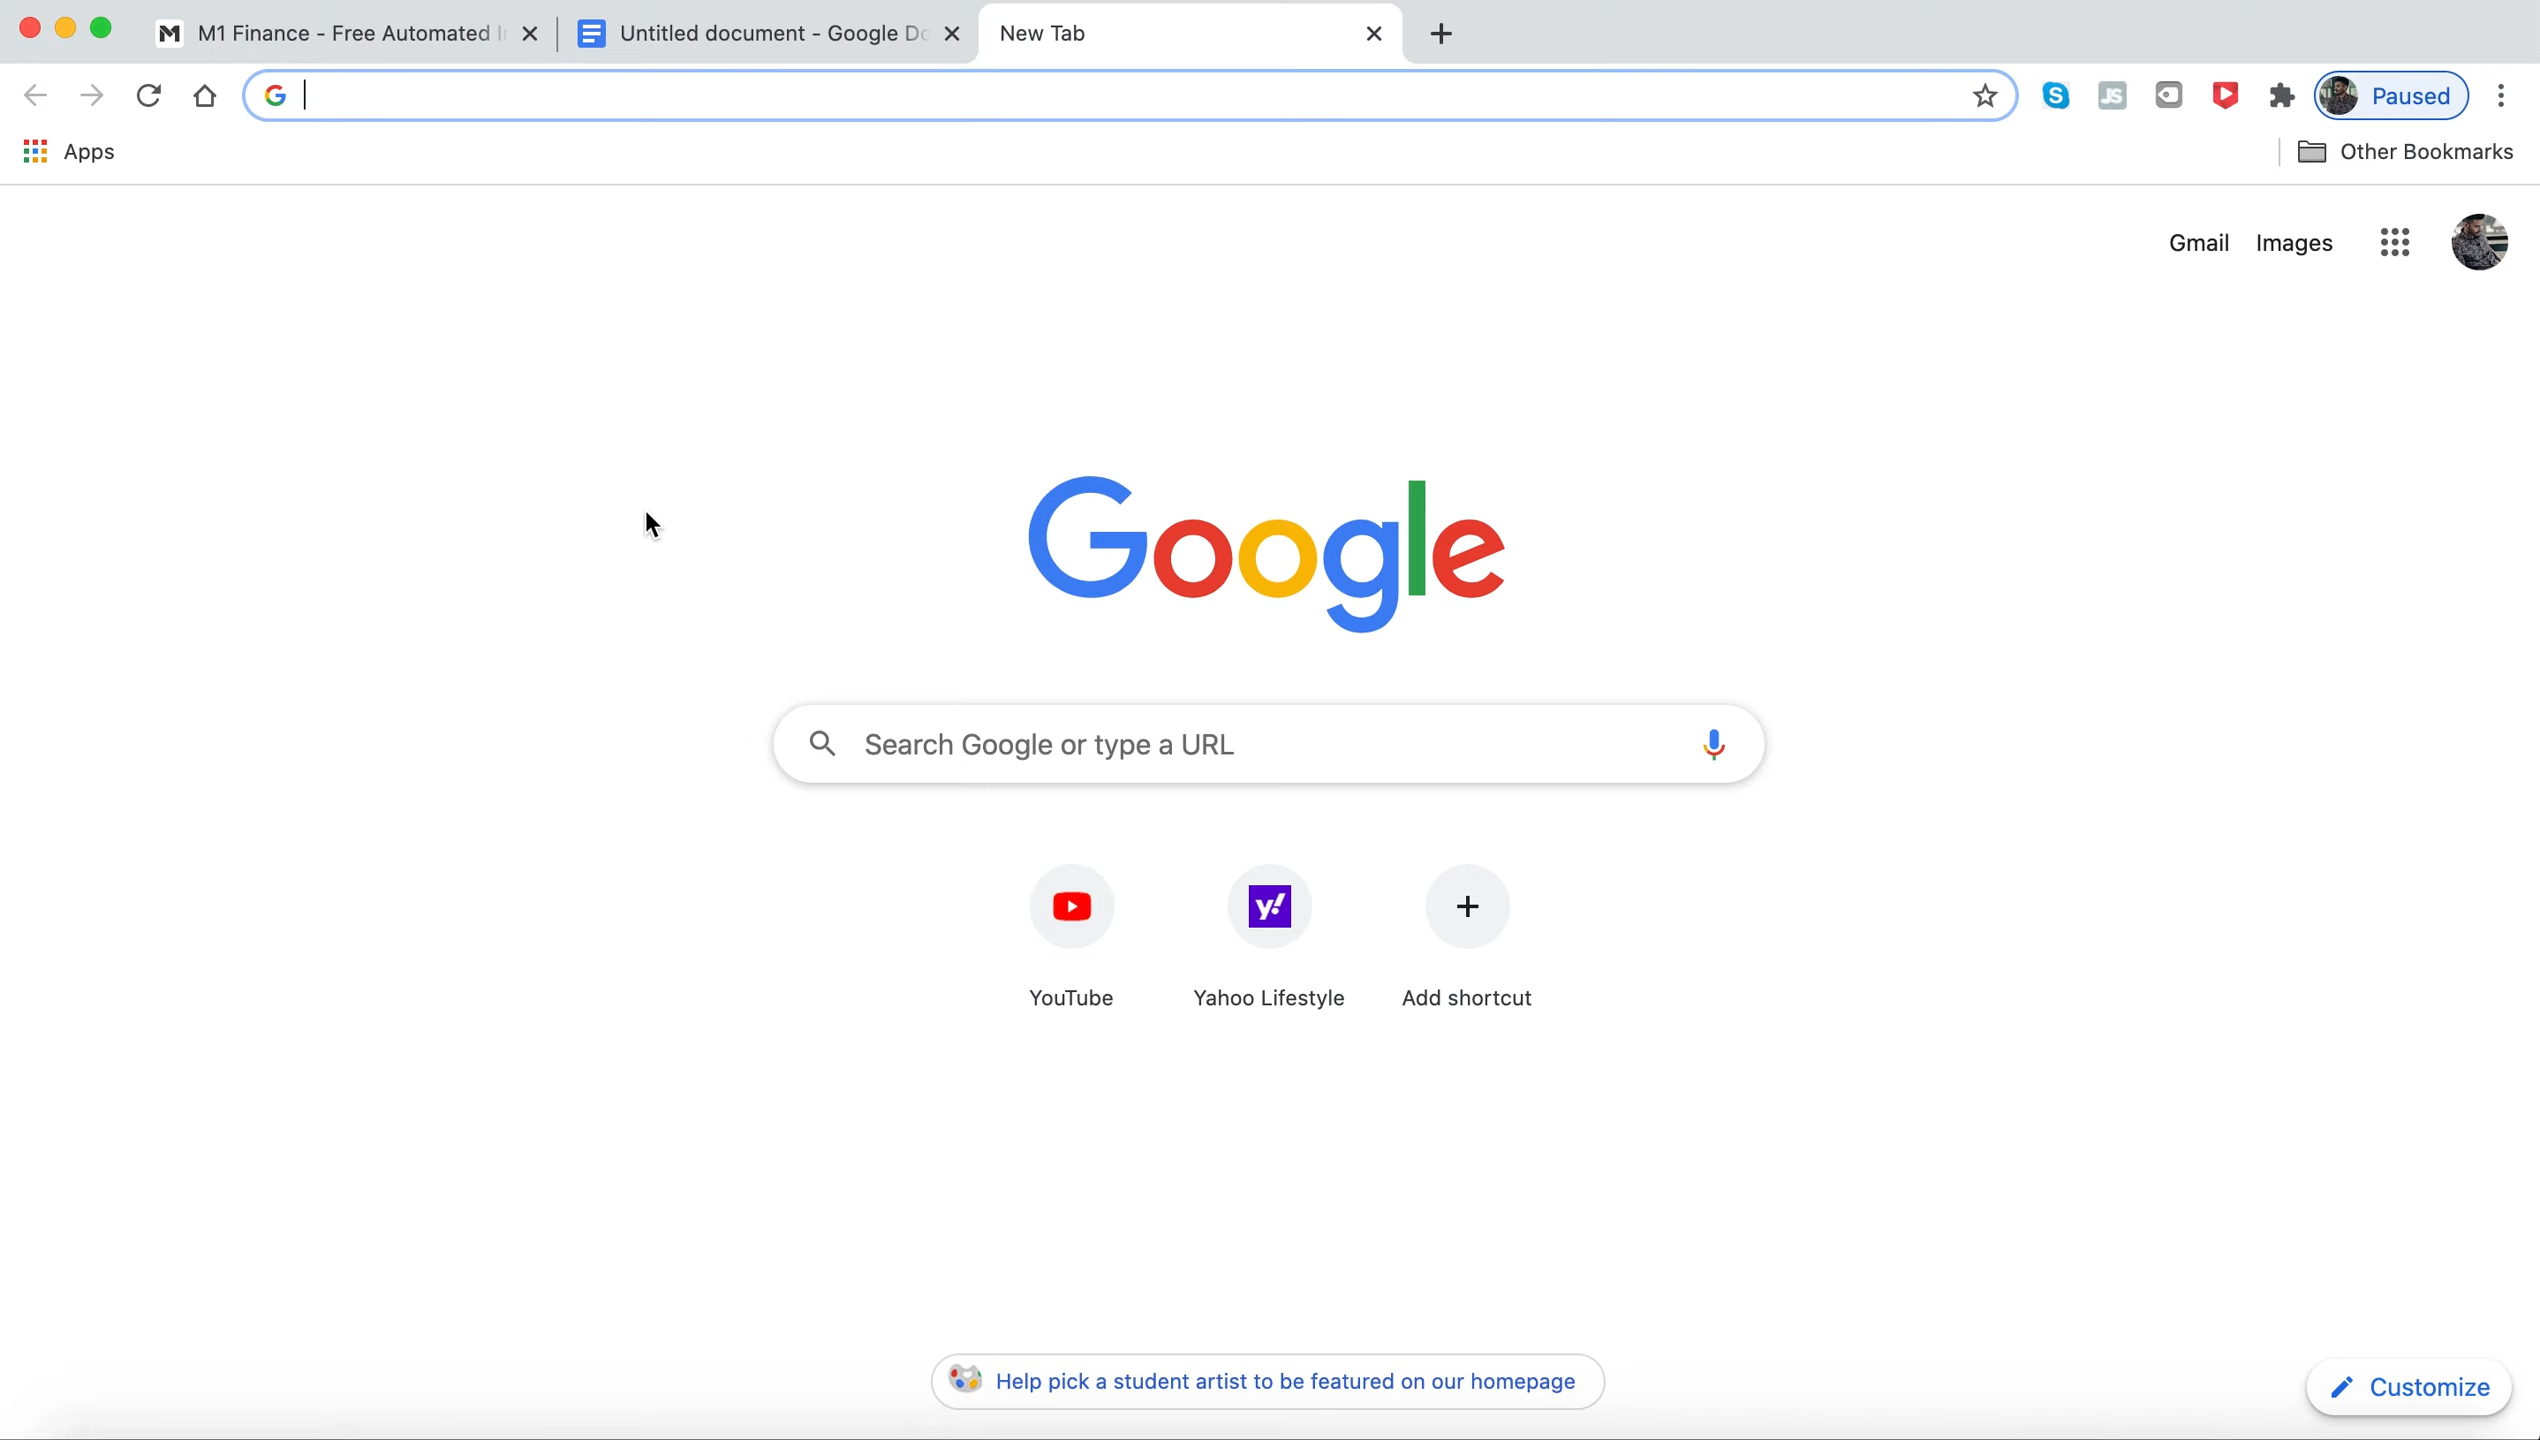 M1 Finance - Free Automated
Untitled document - Google
New Tab
Paused
Apps
Other Bookmarks
Gmail
Images
Google
Search Google or type a URL
YouTube
Yahoo Lifestyle
Add shortcut
Help pick a student artist to be featured on our homepage
Customize